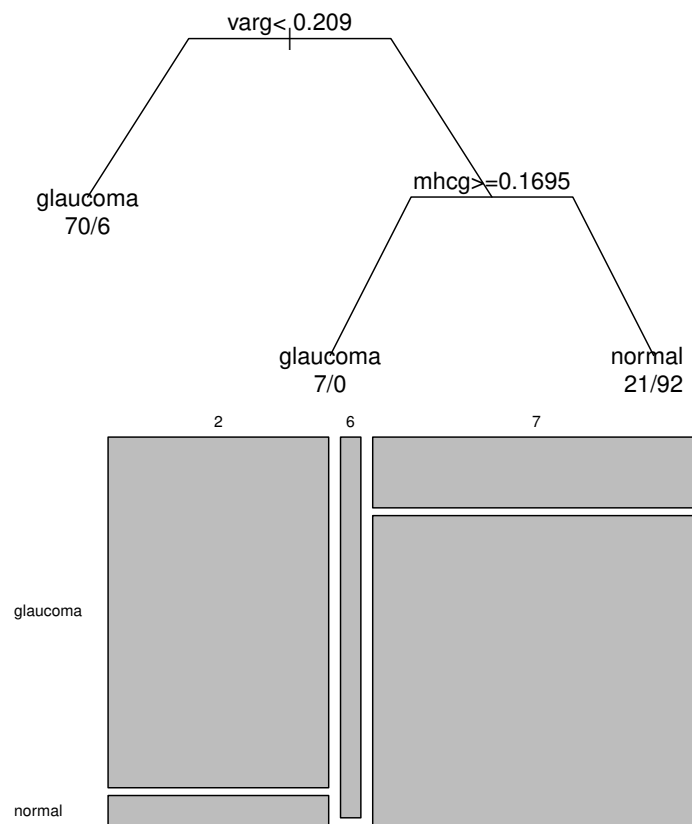 varg< 0.209
mhcg>=0.1695
glaucoma
70/6
glaucoma
7/0
normal
21/92
2 6 7
glaucoma
normal